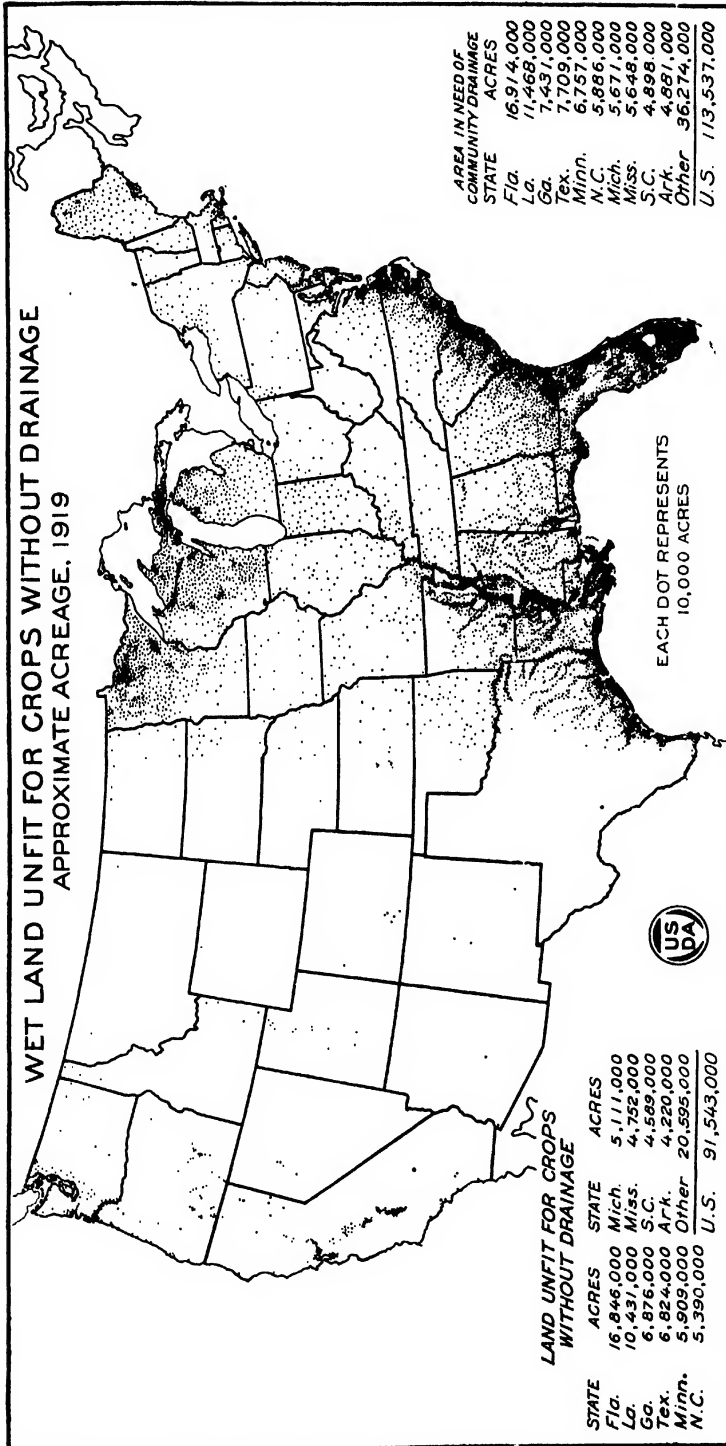 WET LAND UNFIT FOR CROPS WITHOUT DRAINAGE
APPROXIMATE ACREAGE, 1919
LAND UNFIT FOR CROPS
WITHOUT DRAINAGE
STATE ACRES STATE ACRES
Fla. 16,846,000 Mich. 5,111,000
La. 10,431,000 Miss. 4,752,000
Ga. 6,876,000 S.C. 4,589,000
Tex. 6,824,000 Ark. 4,220,000
Minn. 5,909,000 Other 20,595,000
N.C. 5,390,000 U.S. 91,543,000
US
DA
EACH DOT REPRESENTS
10,000 ACRES
AREA IN NEED OF
COMMUNITY DRAINAGE
STATE ACRES
Fla. 16,914,000
La. 11,468,000
Ga. 7,431,000
Tex. 7,709,000
Minn. 6,757,000
N.C. 5,886,000
Mich. 5,671,000
Miss. 5,648,000
S.C. 4,898,000
Ark. 4,881,000
Other 36,274,000
U.S. 113,537,000